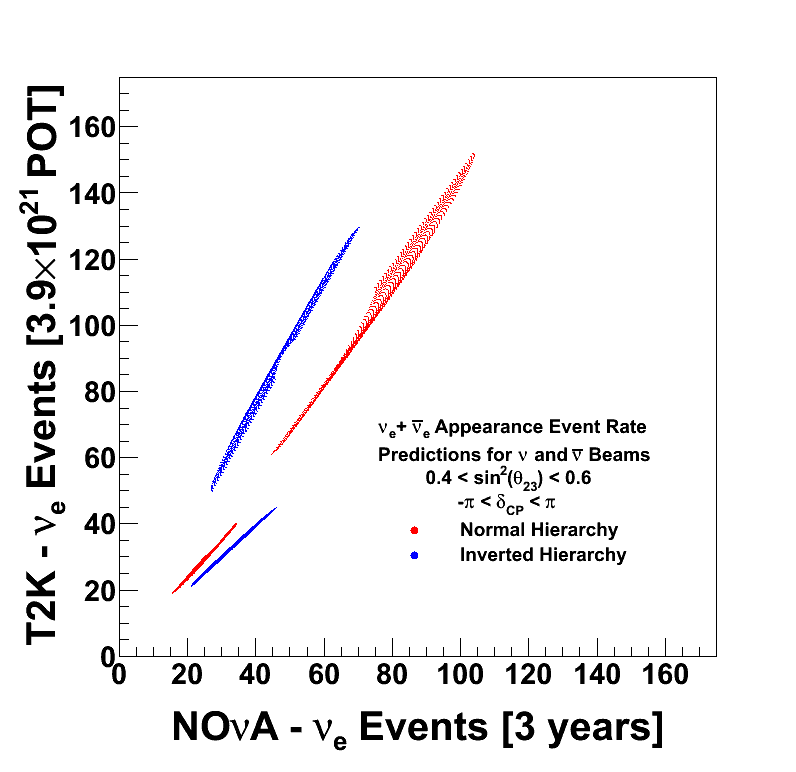 T2K - νe Events [3.9×10²¹ POT]
160
140
120
100
80
60
40
20
0
νe+ ν̅e Appearance Event Rate
Predictions for ν and ν̅ Beams
0.4 < sin²(θ23) < 0.6
-π < δCP < π
Normal Hierarchy
Inverted Hierarchy
0 20 40 60 80 100 120 140 160
NOνA - νe Events [3 years]